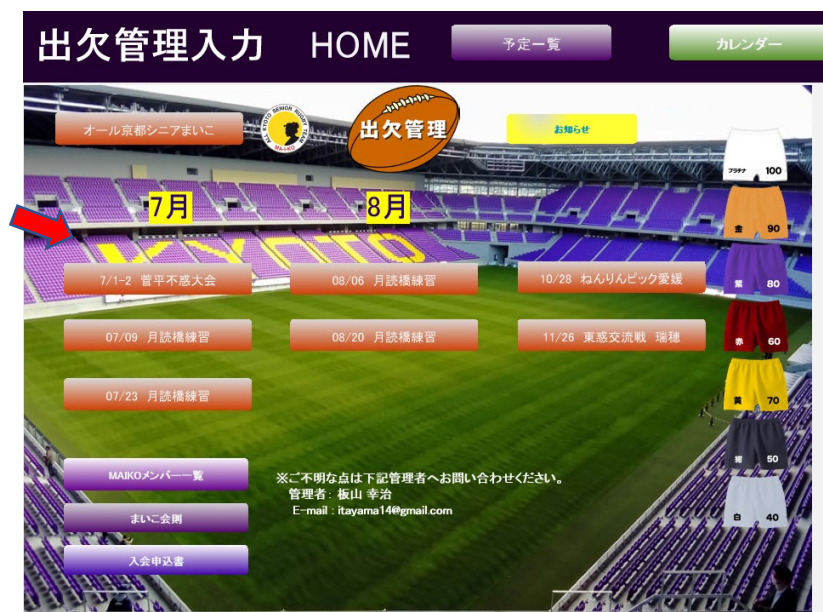 出欠管理入力 HOME 予定一覧 カレンダー
オール京都シニアまいこ
ALL KYOTO SENIOR RUGBY TEAM
MAIKO
出欠管理
お知らせ
7月 8月
KYOTO
7/1-2 菅平不惑大会 08/06 月読橋練習 10/28 ねんりんピック愛媛
07/09 月読橋練習 08/20 月読橋練習 11/26 東惑交流戦 瑞穂
07/23 月読橋練習
プラチナ 100
金 90
紫 80
赤 60
黄 70
紺 50
白 40
MAIKOメンバー一覧
まいこ会則
入会申込書
※ご不明な点は下記管理者へお問い合わせください。
管理者: 板山 幸治
E-mail : itayama14@gmail.com